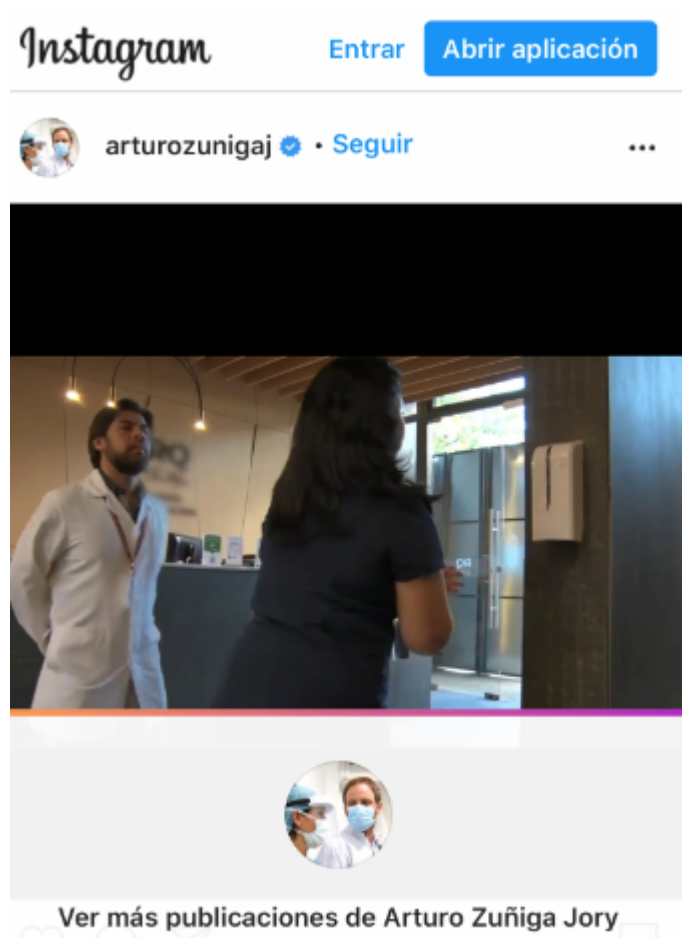 Instagram
Entrar
Abrir aplicación
arturozunigaj • Seguir
Ver más publicaciones de Arturo Zuñiga Jory